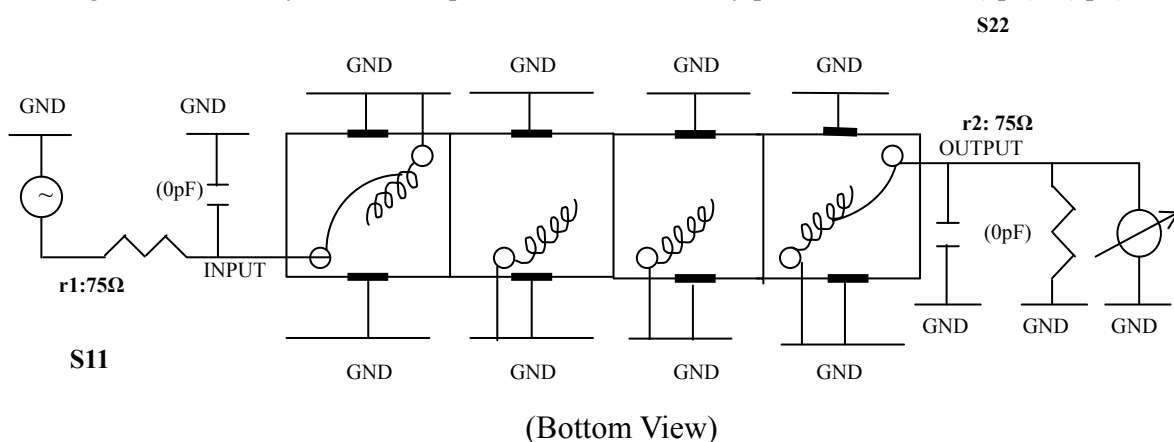 S22
GND GND GND GND
GND GND
r2: 75Ω
OUTPUT
(0pF) (0pF)
~
INPUT
r1:75Ω
GND GND GND
S11
GND GND GND GND
(Bottom View)